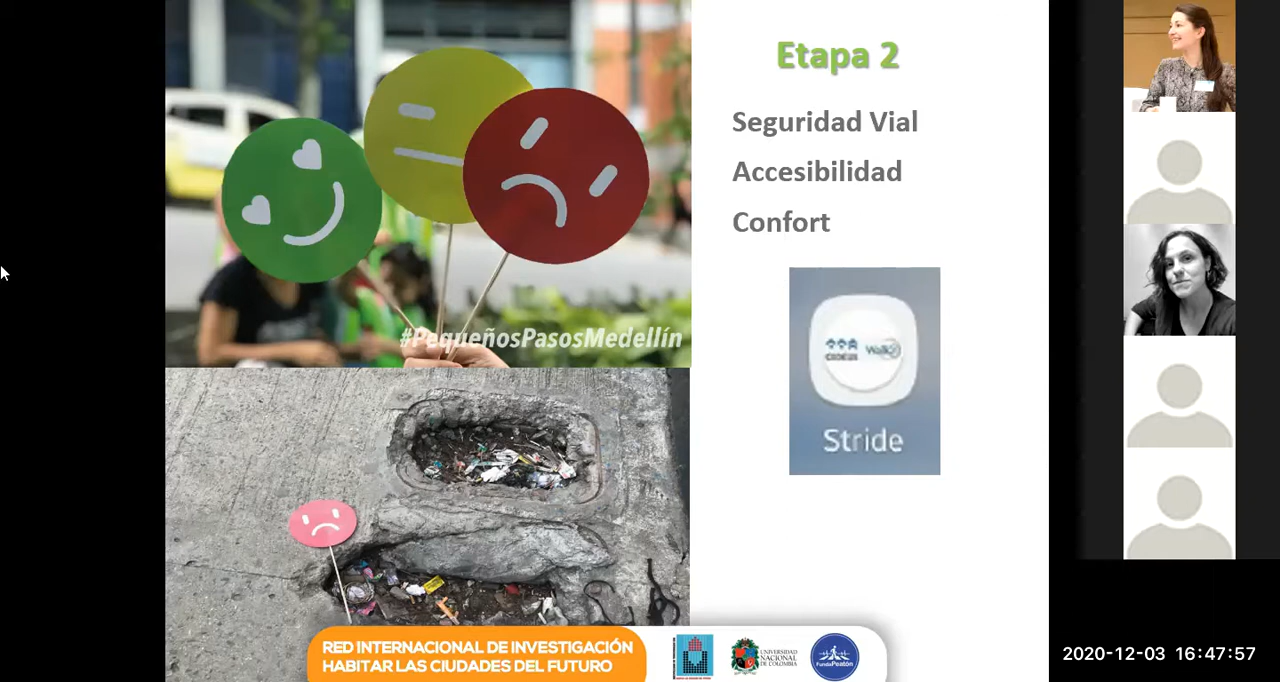 Etapa 2
Seguridad Vial
Accesibilidad
Confort
#PequeñosPasosMedellín
CEDEUS
Stride
RED INTERNACIONAL DE INVESTIGACIÓN
HABITAR LAS CIUDADES DEL FUTURO
UNIVERSIDAD
NACIONAL
DE COLOMBIA
FundaPeatón
2020-12-03 16:47:57